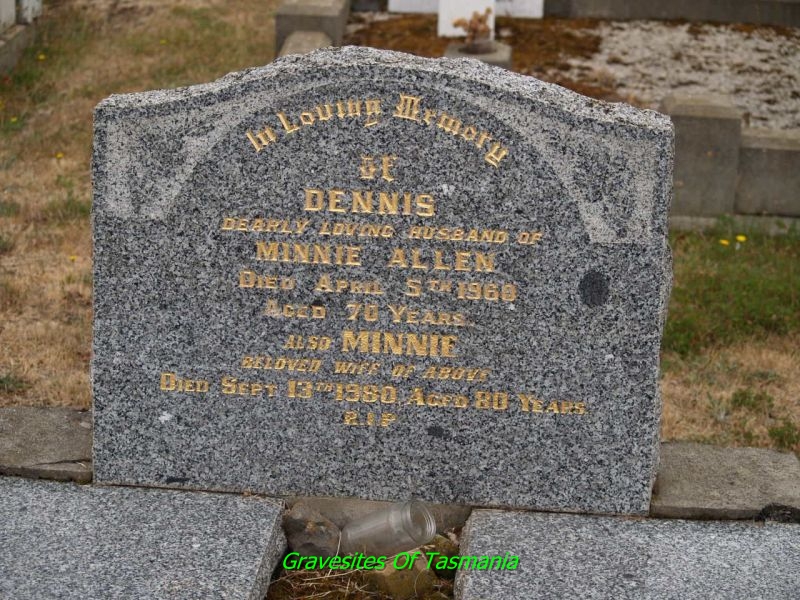 In Loving Memory
OF
DENNIS
DEARLY LOVING HUSBAND OF
MINNIE ALLEN
DIED APRIL 5TH 1968
AGED 70 YEARS.
ALSO MINNIE
BELOVED WIFE OF ABOVE
DIED SEPT 13TH 1980 AGED 80 YEARS
R.I.P
Gravesites Of Tasmania